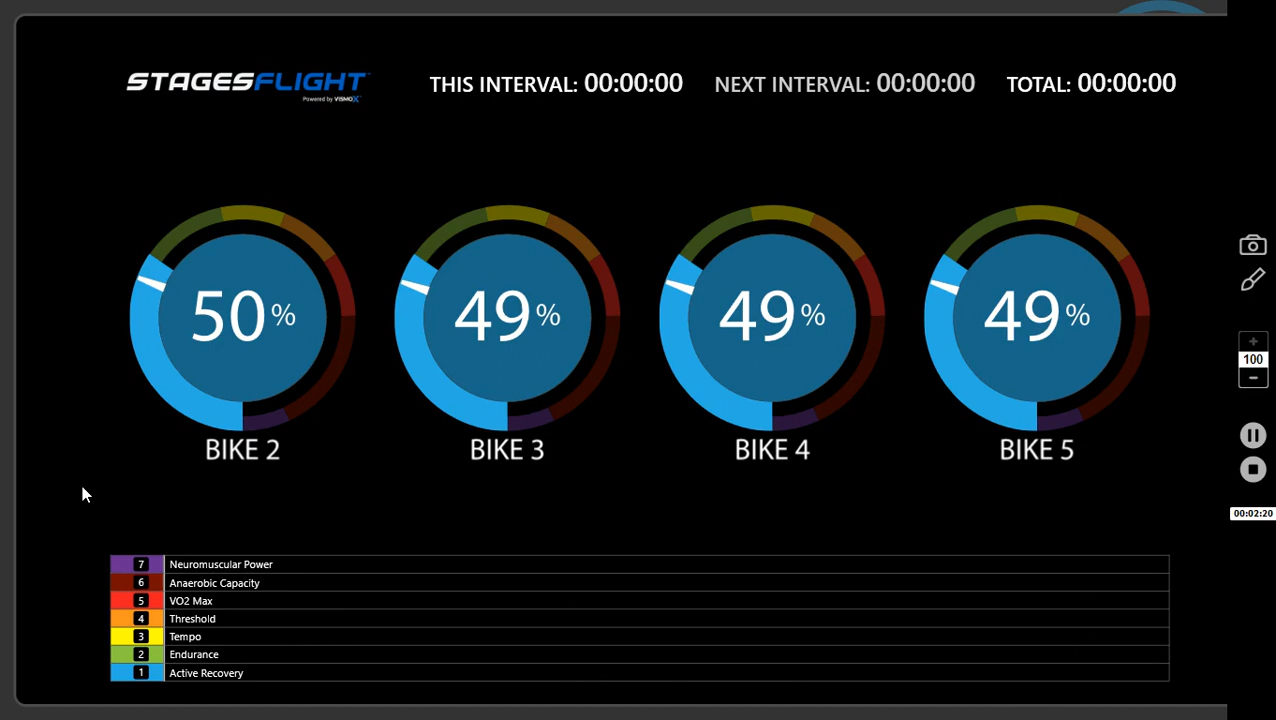 STAGESFLIGHT™
Powered by VISMOX
THIS INTERVAL: 00:00:00 NEXT INTERVAL: 00:00:00 TOTAL: 00:00:00
50% 49% 49% 49%
BIKE 2 BIKE 3 BIKE 4 BIKE 5
100
00:02:20
7 Neuromuscular Power
6 Anaerobic Capacity
5 VO2 Max
4 Threshold
3 Tempo
2 Endurance
1 Active Recovery